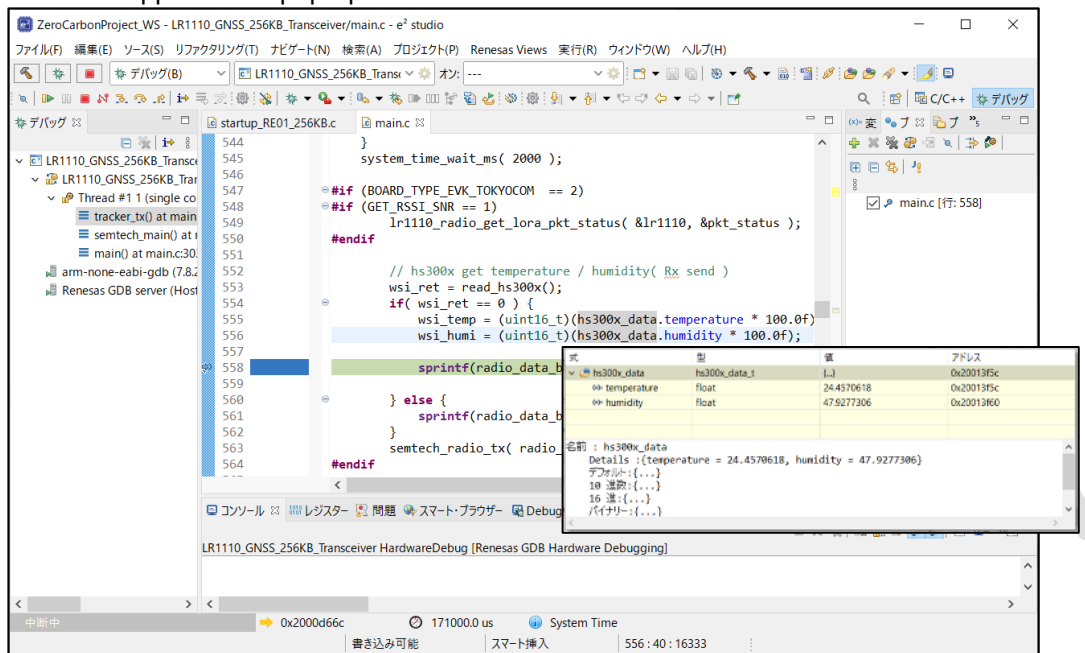 ZeroCarbonProject_WS - LR1110_GNSS_256KB_Transceiver/main.c - e² studio
ファイル(F) 編集(E) ソース(S) リファクタリング(T) ナビゲート(N) 検索(A) プロジェクト(P) Renesas Views 実行(R) ウィンドウ(W) ヘルプ(H)
デバッグ(B) LR1110_GNSS_256KB_Transc オン: ---
C/C++ デバッグ
デバッグ
startup_RE01_256KB.c main.c
変 ブ プ »5
LR1110_GNSS_256KB_Transce
LR1110_GNSS_256KB_Trar
Thread #1 1 (single co
tracker_tx() at main
semtech_main() at i
main() at main.c:30
arm-none-eabi-gdb (7.8.2
Renesas GDB server (Host
544 }
545 system_time_wait_ms( 2000 );
546
547 #if (BOARD_TYPE_EVK_TOKYOCOM == 2)
548 #if (GET_RSSI_SNR == 1)
549 lr1110_radio_get_lora_pkt_status( &lr1110, &pkt_status );
550 #endif
551
552 // hs300x get temperature / humidity( Rx send )
553 wsi_ret = read_hs300x();
554 if( wsi_ret == 0 ) {
555 wsi_temp = (uint16_t)(hs300x_data.temperature * 100.0f)
556 wsi_humi = (uint16_t)(hs300x_data.humidity * 100.0f);
557
558 sprintf(radio_data_b
559
560 } else {
561 sprintf(radio_data_b
562 }
563 semtech_radio_tx( radio_
564 #endif
main.c [行: 558]
式 型 値 アドレス
hs300x_data hs300x_data_t {...} 0x20013f5c
temperature float 24.4570618 0x20013f5c
humidity float 47.9277306 0x20013f60
名前 : hs300x_data
Details :{temperature = 24.4570618, humidity = 47.9277306}
デフォルト:{...}
10 進数:{...}
16 進:{...}
バイナリー:{...}
コンソール レジスター 問題 スマート・ブラウザー Debug
LR1110_GNSS_256KB_Transceiver HardwareDebug [Renesas GDB Hardware Debugging]
中断中 0x2000d66c 171000.0 us System Time
書き込み可能 スマート挿入 556 : 40 : 16333